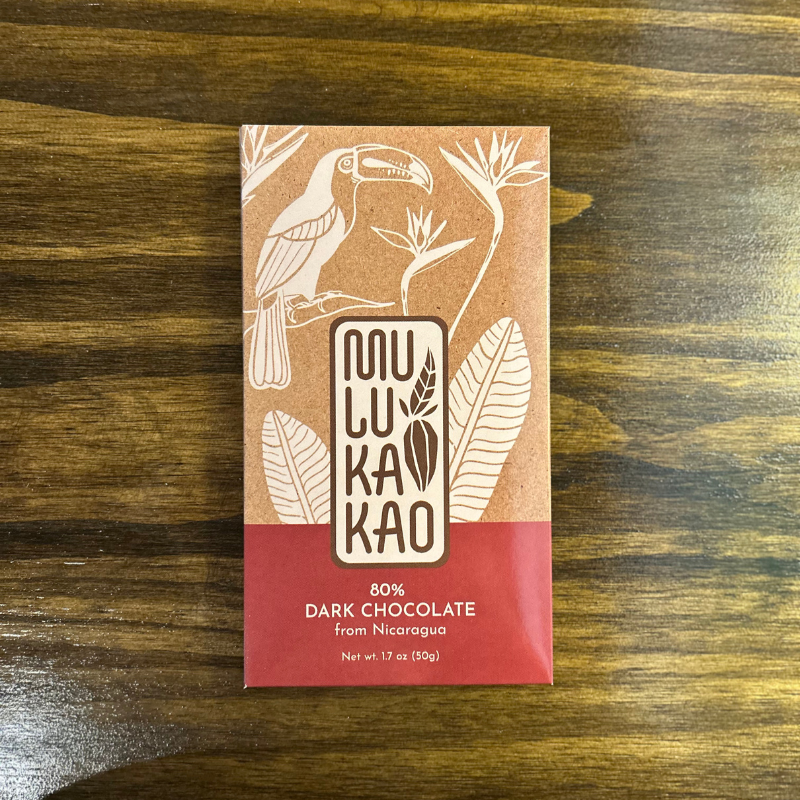 MU
LU
KA
KAO
80%
DARK CHOCOLATE
from Nicaragua
Net wt. 1.7 oz (50g)